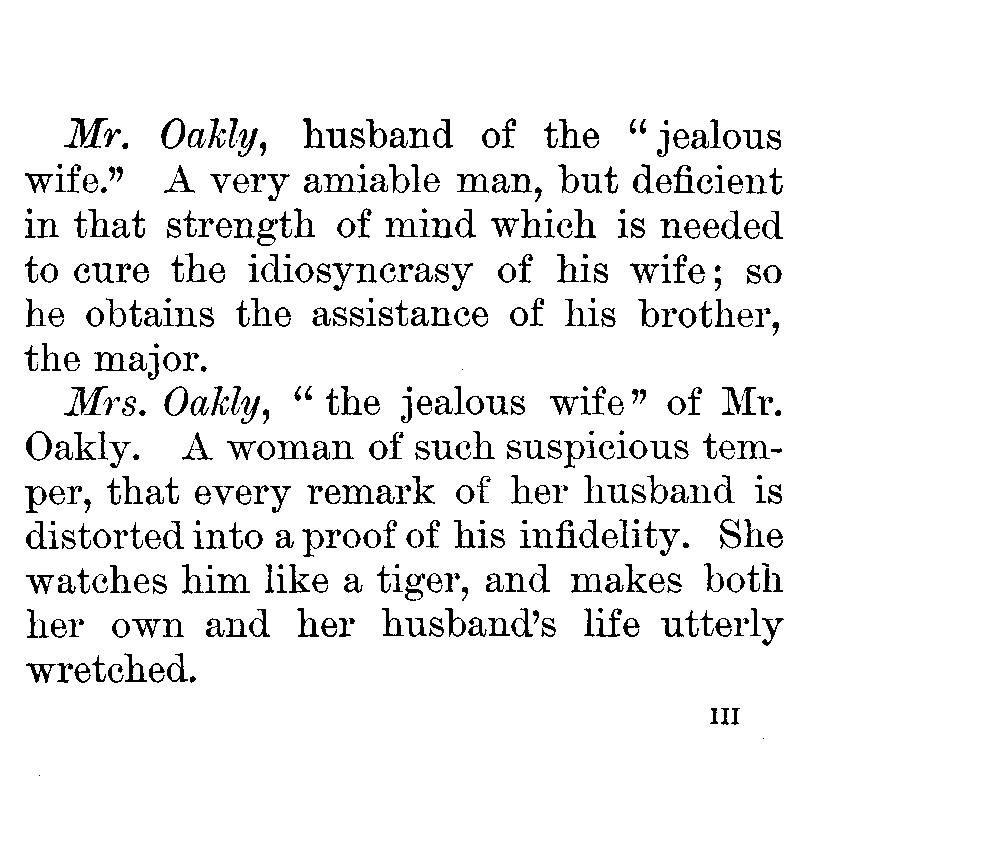 Mr. Oakly, husband of the “jealous
wife.” A very amiable man, but deficient
in that strength of mind which is needed
to cure the idiosyncrasy of his wife; so
he obtains the assistance of his brother,
the major.
Mrs. Oakly, “the jealous wife” of Mr.
Oakly. A woman of such suspicious tem-
per, that every remark of her husband is
distorted into a proof of his infidelity. She
watches him like a tiger, and makes both
her own and her husband’s life utterly
wretched.
III